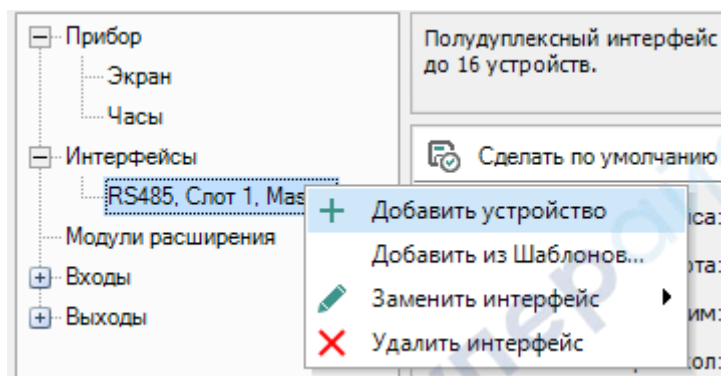 Прибор
Экран
Часы
Интерфейсы
RS485, Слот 1, Mas
Модули расширения
Входы
Выходы
Полудуплексный интерфейс
до 16 устройств.
Сделать по умолчанию
Добавить устройство
Добавить из Шаблонов...
Заменить интерфейс
Удалить интерфейс